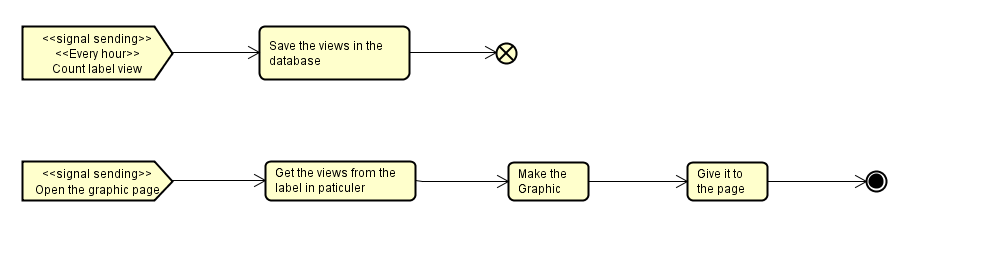 <<signal sending>>
<<Every hour>>
Count label view
Save the views in the
database
<<signal sending>>
Open the graphic page
Get the views from the
label in paticuler
Make the
Graphic
Give it to
the page